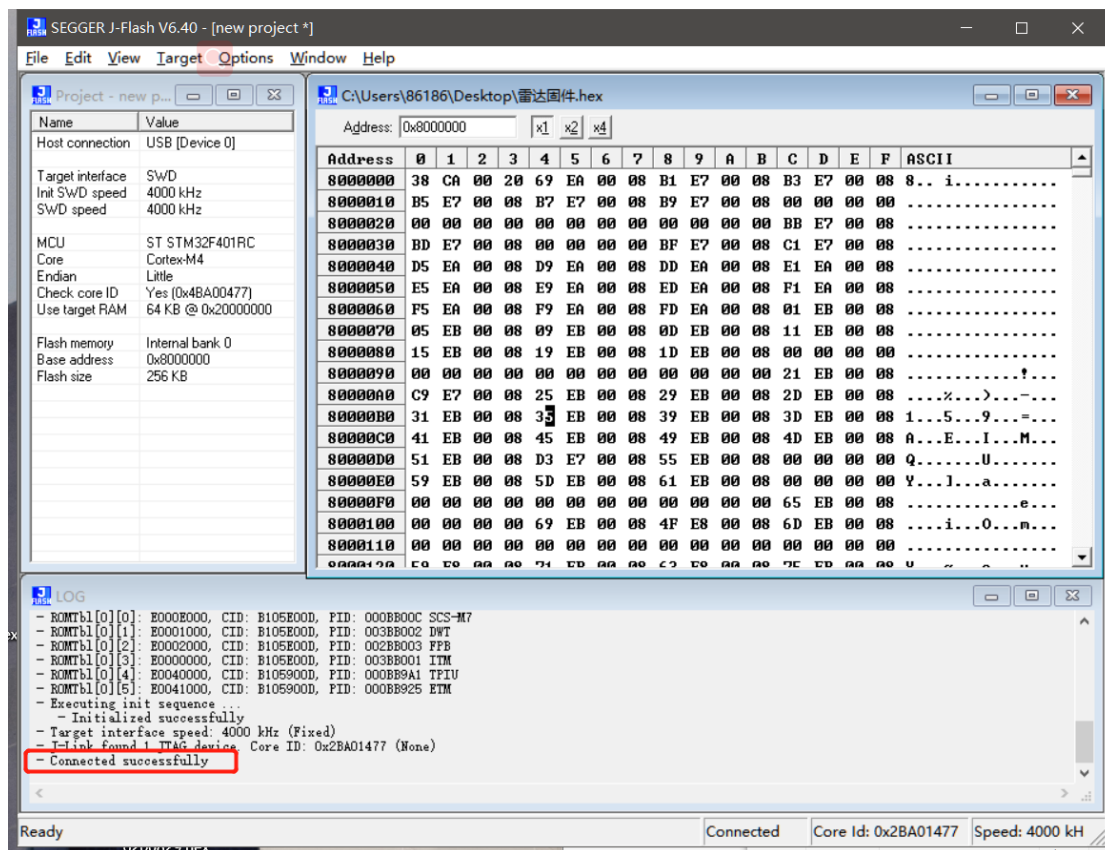 SEGGER J-Flash V6.40 - [new project *]
File Edit View Target Options Window Help
Project - new p...
Name Value
Host connection USB [Device 0]
Target interface SWD
Init SWD speed 4000 kHz
SWD speed 4000 kHz
MCU ST STM32F401RC
Core Cortex-M4
Endian Little
Check core ID Yes (0x4BA00477)
Use target RAM 64 KB @ 0x20000000
Flash memory Internal bank 0
Base address 0x8000000
Flash size 256 KB
C:\Users\86186\Desktop\雷达固件.hex
Address: 0x8000000 x1 x2 x4
Address 0 1 2 3 4 5 6 7 8 9 A B C D E F ASCII
8000000 38 CA 00 20 69 EA 00 08 B1 E7 00 08 B3 E7 00 08 8.. i...........
8000010 B5 E7 00 08 B7 E7 00 08 B9 E7 00 08 00 00 00 00 ................
8000020 00 00 00 00 00 00 00 00 00 00 00 00 BB E7 00 08 ................
8000030 BD E7 00 08 00 00 00 00 BF E7 00 08 C1 E7 00 08 ................
8000040 D5 EA 00 08 D9 EA 00 08 DD EA 00 08 E1 EA 00 08 ................
8000050 E5 EA 00 08 E9 EA 00 08 ED EA 00 08 F1 EA 00 08 ................
8000060 F5 EA 00 08 F9 EA 00 08 FD EA 00 08 01 EB 00 08 ................
8000070 05 EB 00 08 09 EB 00 08 0D EB 00 08 11 EB 00 08 ................
8000080 15 EB 00 08 19 EB 00 08 1D EB 00 08 00 00 00 00 ................
8000090 00 00 00 00 00 00 00 00 00 00 00 00 21 EB 00 08 ............!...
80000A0 C9 E7 00 08 25 EB 00 08 29 EB 00 08 2D EB 00 08 ....%...)...-...
80000B0 31 EB 00 08 35 EB 00 08 39 EB 00 08 3D EB 00 08 1...5...9...=...
80000C0 41 EB 00 08 45 EB 00 08 49 EB 00 08 4D EB 00 08 A...E...I...M...
80000D0 51 EB 00 08 D3 E7 00 08 55 EB 00 08 00 00 00 00 Q.......U.......
80000E0 59 EB 00 08 5D EB 00 08 61 EB 00 08 00 00 00 00 Y...]...a.......
80000F0 00 00 00 00 00 00 00 00 00 00 00 00 65 EB 00 08 ............e...
8000100 00 00 00 00 69 EB 00 08 4F E8 00 08 6D EB 00 08 ....i...O...m...
8000110 00 00 00 00 00 00 00 00 00 00 00 00 00 00 00 00 ................
LOG
- ROMTbl[0][0]: E000E000, CID: B105E00D, PID: 000BB00C SCS-M7
- ROMTbl[0][1]: E0001000, CID: B105E00D, PID: 003BB002 DWT
- ROMTbl[0][2]: E0002000, CID: B105E00D, PID: 002BB003 FPB
- ROMTbl[0][3]: E0000000, CID: B105E00D, PID: 003BB001 ITM
- ROMTbl[0][4]: E0040000, CID: B105900D, PID: 000BB9A1 TPIU
- ROMTbl[0][5]: E0041000, CID: B105900D, PID: 000BB925 ETM
- Executing init sequence ...
- Initialized successfully
- Target interface speed: 4000 kHz (Fixed)
- J-Link found 1 JTAG device. Core ID: 0x2BA01477 (None)
- Connected successfully
Ready Connected Core Id: 0x2BA01477 Speed: 4000 kH